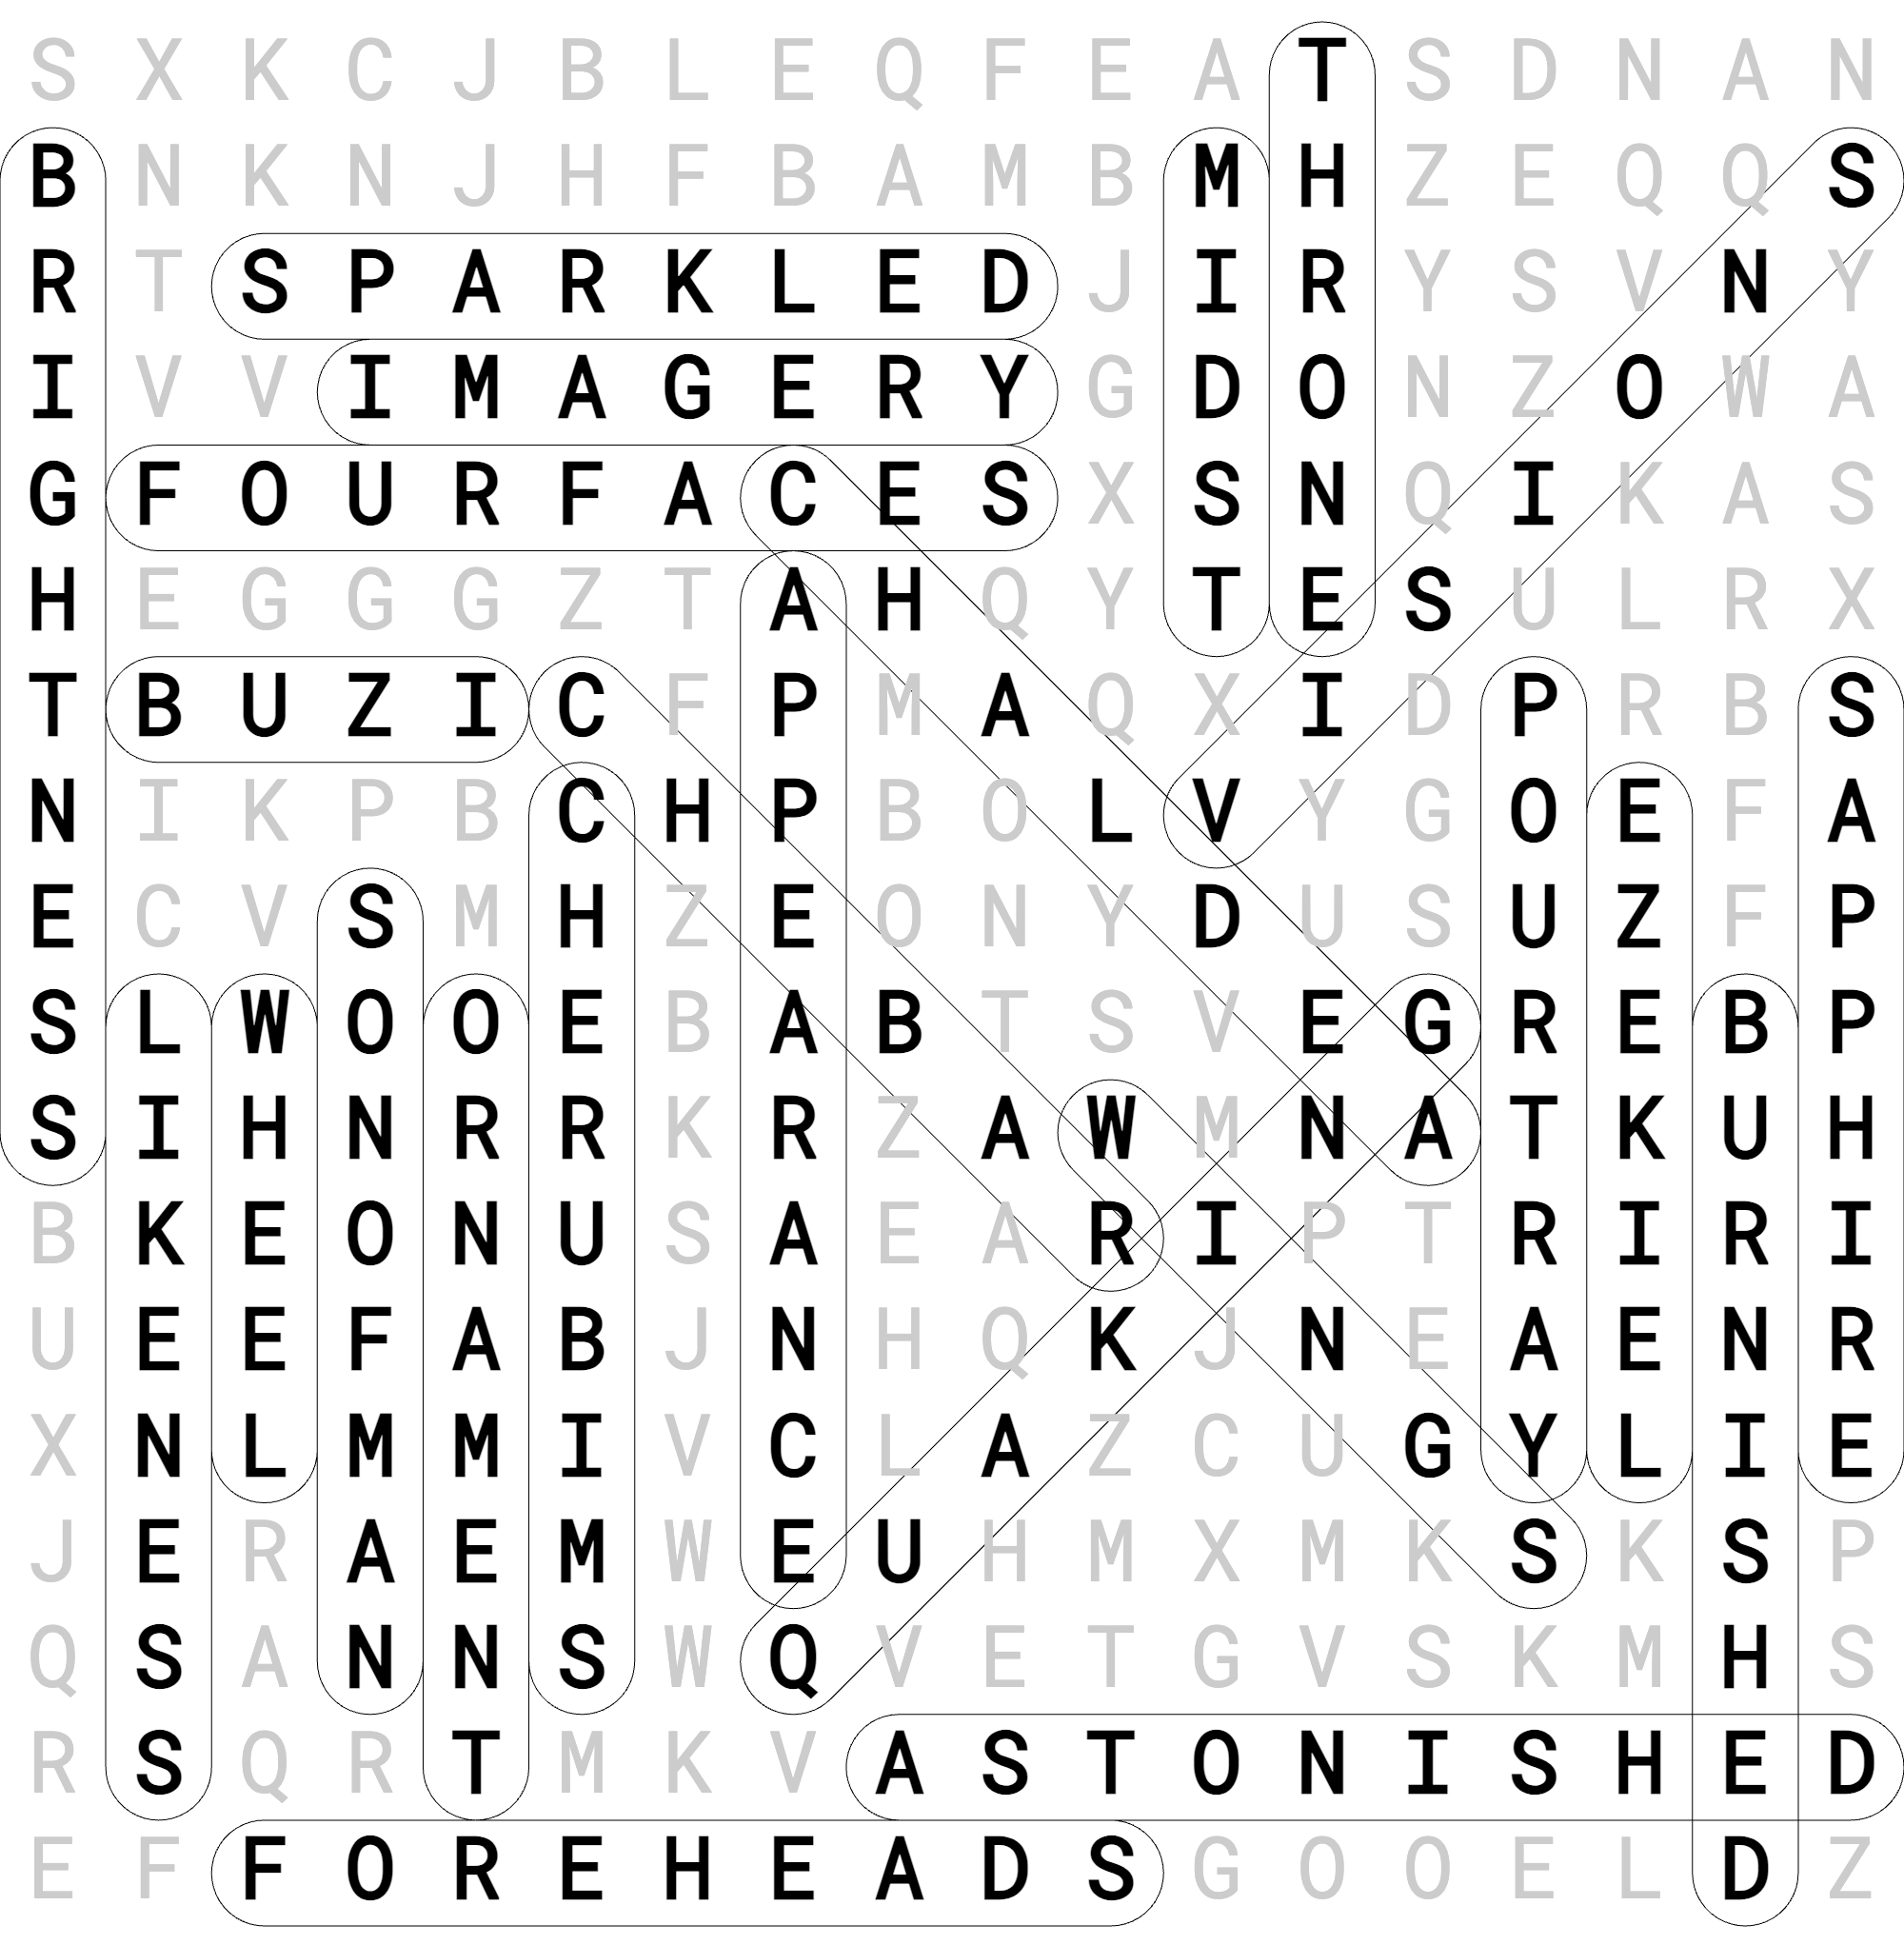 S X K C J B L E Q F E A T S D N A N
B N K N J H F B A M B M H Z E Q Q S
R T S P A R K L E D J I R Y S V N Y
I V V I M A G E R Y G D O N Z O W A
G F O U R F A C E S X S N Q I K A S
H E G G G Z T A H Q Y T E S U L R X
T B U Z I C F P M A Q X I D P R B S
N I K P B C H P B O L V Y G O E F A
E C V S M H Z E O N Y D U S U Z F P
S L W O O E B A B T S V E G R E B P
S I H N R R K R Z A W M N A T K U H
B K E O N U S A E A R I P T R I R I
U E E F A B J N H Q K J N E A E N R
X N L M M I V C L A Z C U G Y L I E
J E R A E M W E U H M X M K S K S P
Q S A N N S W Q V E T G V S K M H S
R S Q R T M K V A S T O N I S H E D
E F F O R E H E A D S G O O E L D Z